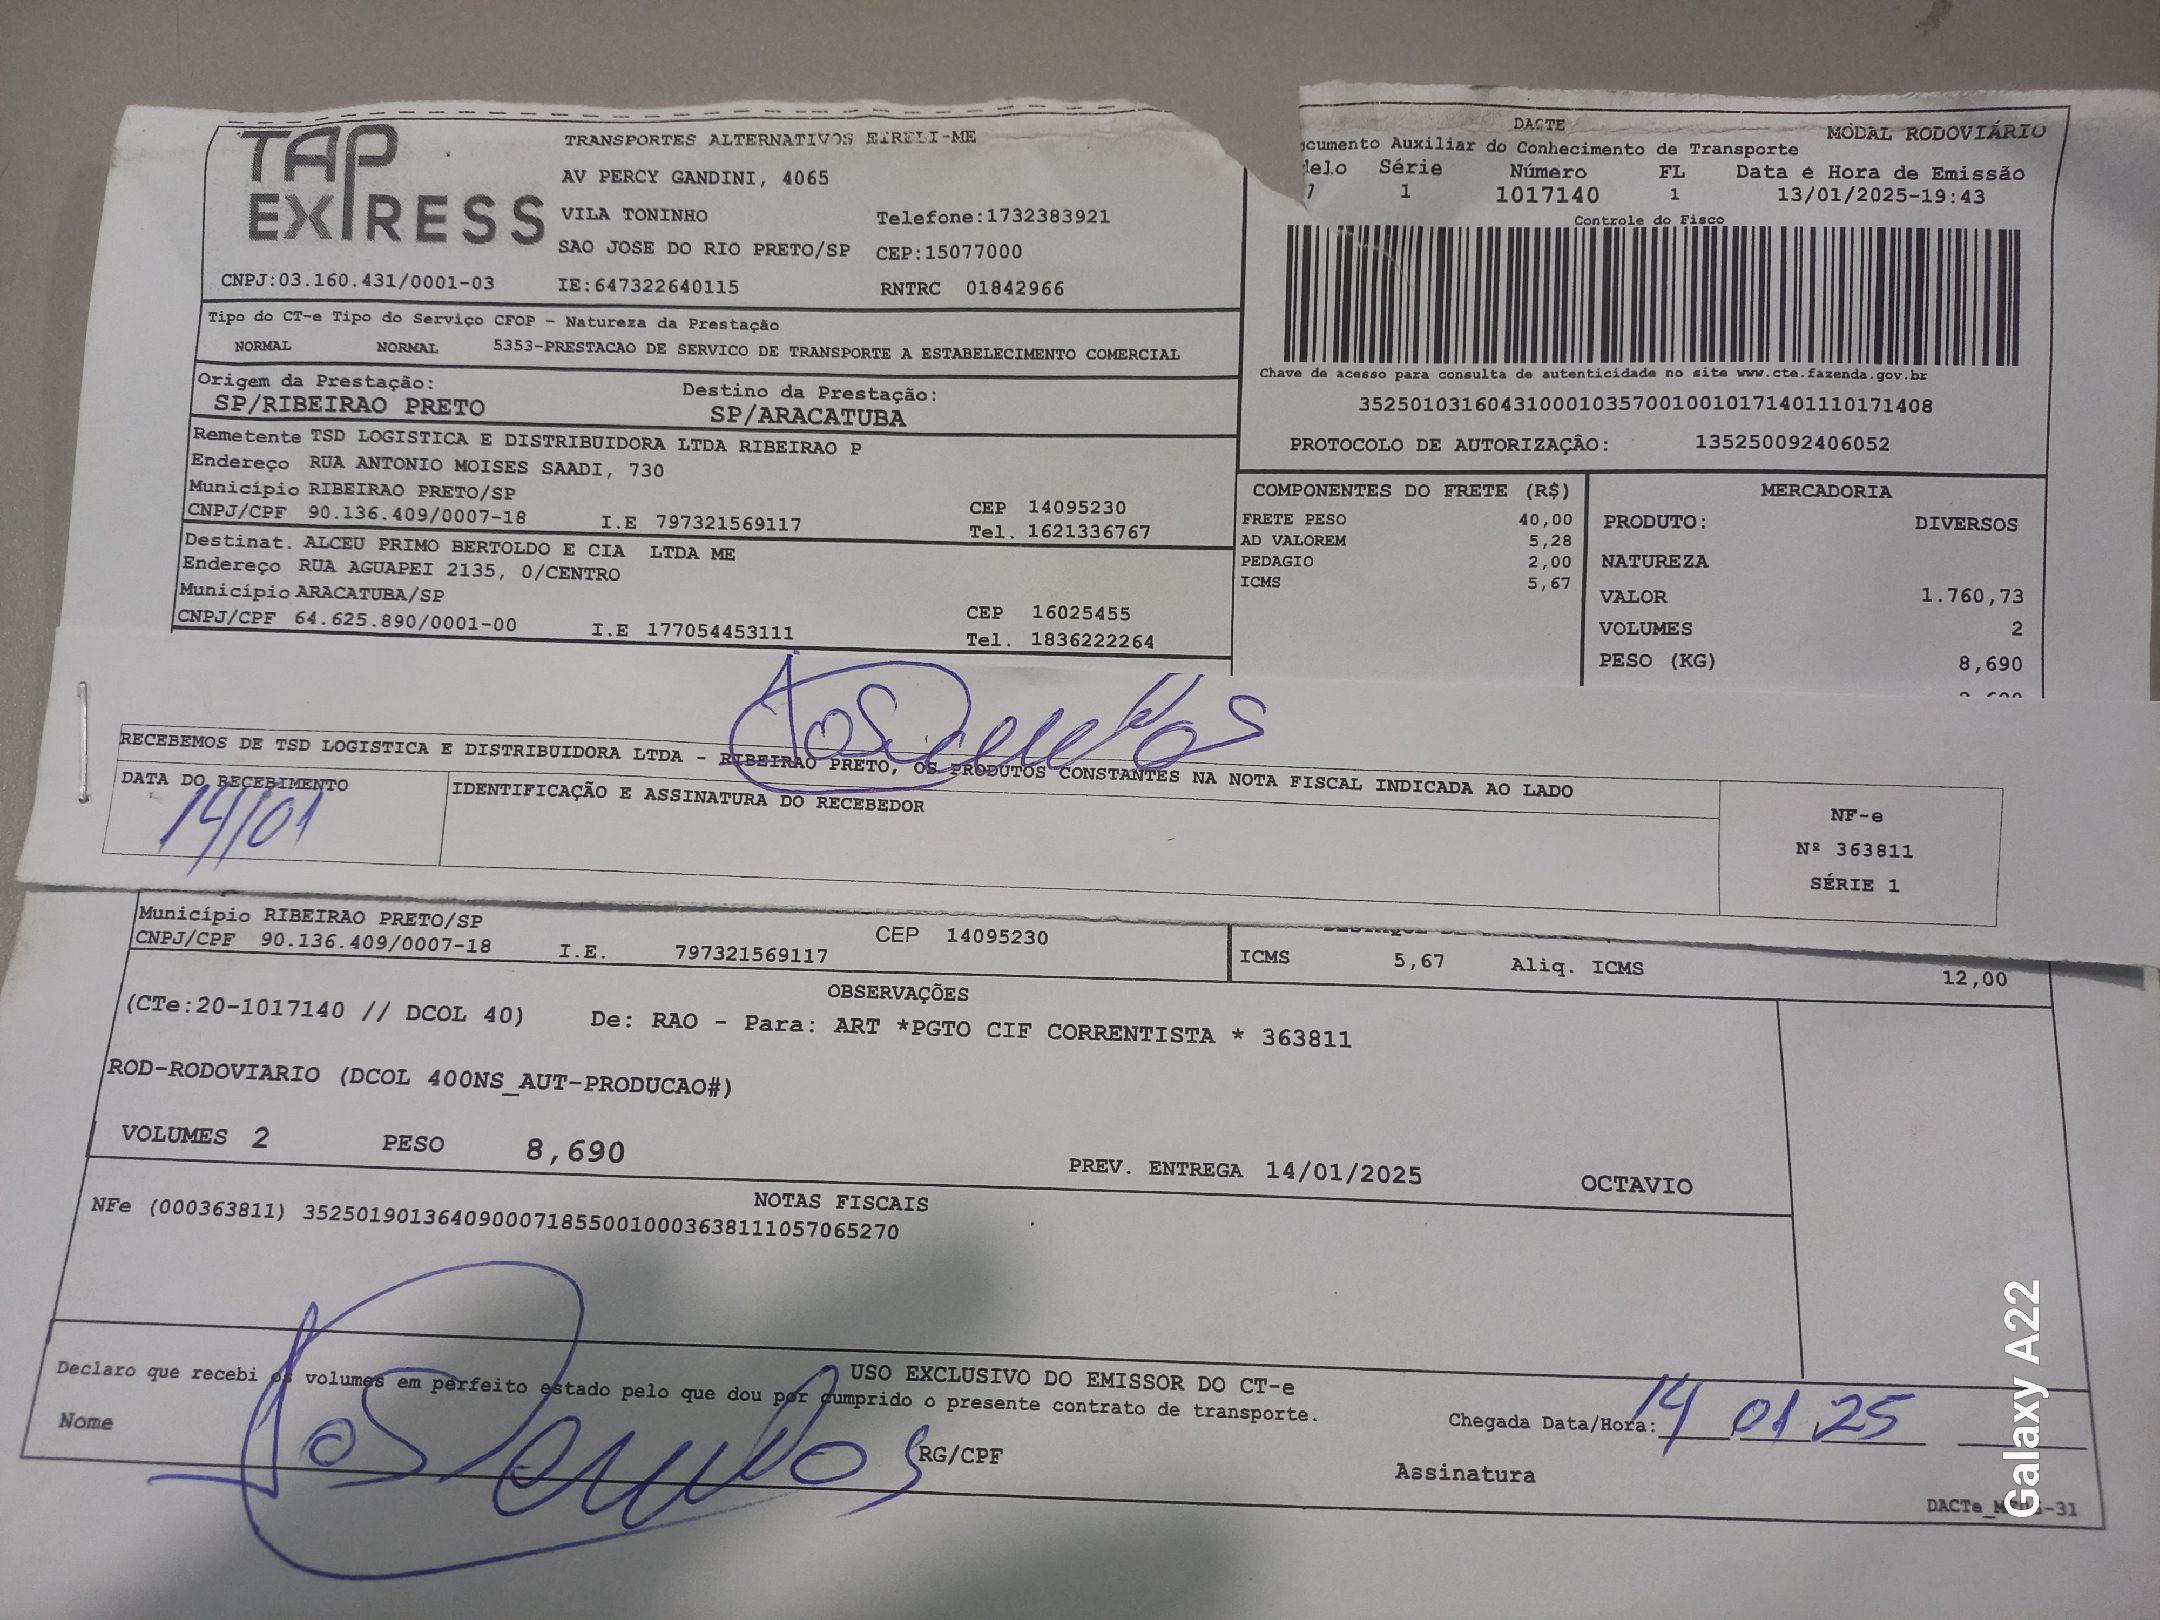 TAP EXPRESS
TRANSPORTES ALTERNATIVOS EIRELI-ME
AV PERCY GANDINI, 4065
VILA TONINHO Telefone:1732383921
SAO JOSE DO RIO PRETO/SP CEP:15077000
CNPJ:03.160.431/0001-03 IE:647322640115 RNTRC 01842966
Tipo do CT-e Tipo do Serviço CFOP - Natureza da Prestação
NORMAL NORMAL 5353-PRESTACAO DE SERVICO DE TRANSPORTE A ESTABELECIMENTO COMERCIAL
Origem da Prestação: Destino da Prestação:
SP/RIBEIRAO PRETO SP/ARACATUBA
Remetente TSD LOGISTICA E DISTRIBUIDORA LTDA RIBEIRAO P
Endereço RUA ANTONIO MOISES SAADI, 730
Município RIBEIRAO PRETO/SP CEP 14095230
CNPJ/CPF 90.136.409/0007-18 I.E 797321569117 Tel. 1621336767
Destinat. ALCEU PRIMO BERTOLDO E CIA LTDA ME
Endereço RUA AGUAPEI 2135, 0/CENTRO
Município ARACATUBA/SP CEP 16025455
CNPJ/CPF 64.625.890/0001-00 I.E 177054453111 Tel. 1836222264
DACTE MODAL RODOVIÁRIO
ocumento Auxiliar do Conhecimento de Transporte
delo Série Número FL Data e Hora de Emissão
7 1 1017140 1 13/01/2025-19:43
Controle do Fisco
Chave de acesso para consulta de autenticidade no site www.cte.fazenda.gov.br
35250103160431000103570010010171401110171408
PROTOCOLO DE AUTORIZAÇÃO: 135250092406052
COMPONENTES DO FRETE (R$)
FRETE PESO 40,00
AD VALOREM 5,28
PEDAGIO 2,00
ICMS 5,67
MERCADORIA
PRODUTO: DIVERSOS
NATUREZA
VALOR 1.760,73
VOLUMES 2
PESO (KG) 8,690
RECEBEMOS DE TSD LOGISTICA E DISTRIBUIDORA LTDA - RIBEIRAO PRETO, OS PRODUTOS CONSTANTES NA NOTA FISCAL INDICADA AO LADO
DATA DO RECEBIMENTO IDENTIFICAÇÃO E ASSINATURA DO RECEBEDOR
14/01
NF-e
Nº 363811
SÉRIE 1
Município RIBEIRAO PRETO/SP CEP 14095230
CNPJ/CPF 90.136.409/0007-18 I.E. 797321569117
ICMS 5,67 Aliq. ICMS 12,00
OBSERVAÇÕES
(CTe:20-1017140 // DCOL 40) De: RAO - Para: ART *PGTO CIF CORRENTISTA * 363811
ROD-RODOVIARIO (DCOL 400NS_AUT-PRODUCAO#)
VOLUMES 2 PESO 8,690 PREV. ENTREGA 14/01/2025 OCTAVIO
NOTAS FISCAIS
NFe (000363811) 35250190136409000718550010003638111057065270
USO EXCLUSIVO DO EMISSOR DO CT-e
Declaro que recebi os volumes em perfeito estado pelo que dou por cumprido o presente contrato de transporte.
Nome RG/CPF Assinatura
Chegada Data/Hora: 14 01 25
Galaxy A22